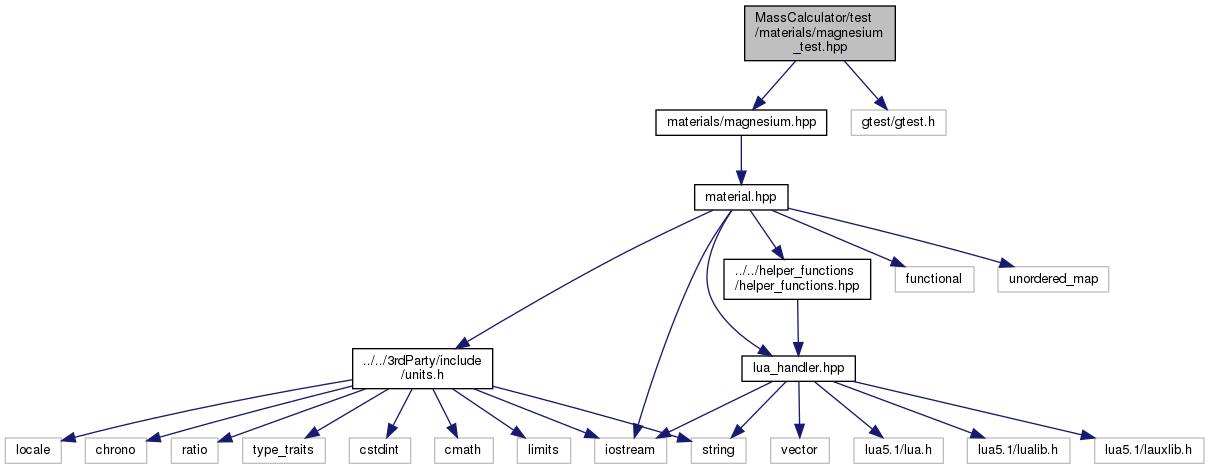 MassCalculator/test
/materials/magnesium
_test.hpp
materials/magnesium.hpp
gtest/gtest.h
material.hpp
../../helper_functions
/helper_functions.hpp
functional
unordered_map
../../3rdParty/include
/units.h
lua_handler.hpp
locale
chrono
ratio
type_traits
cstdint
cmath
limits
iostream
string
vector
lua5.1/lua.h
lua5.1/lualib.h
lua5.1/lauxlib.h